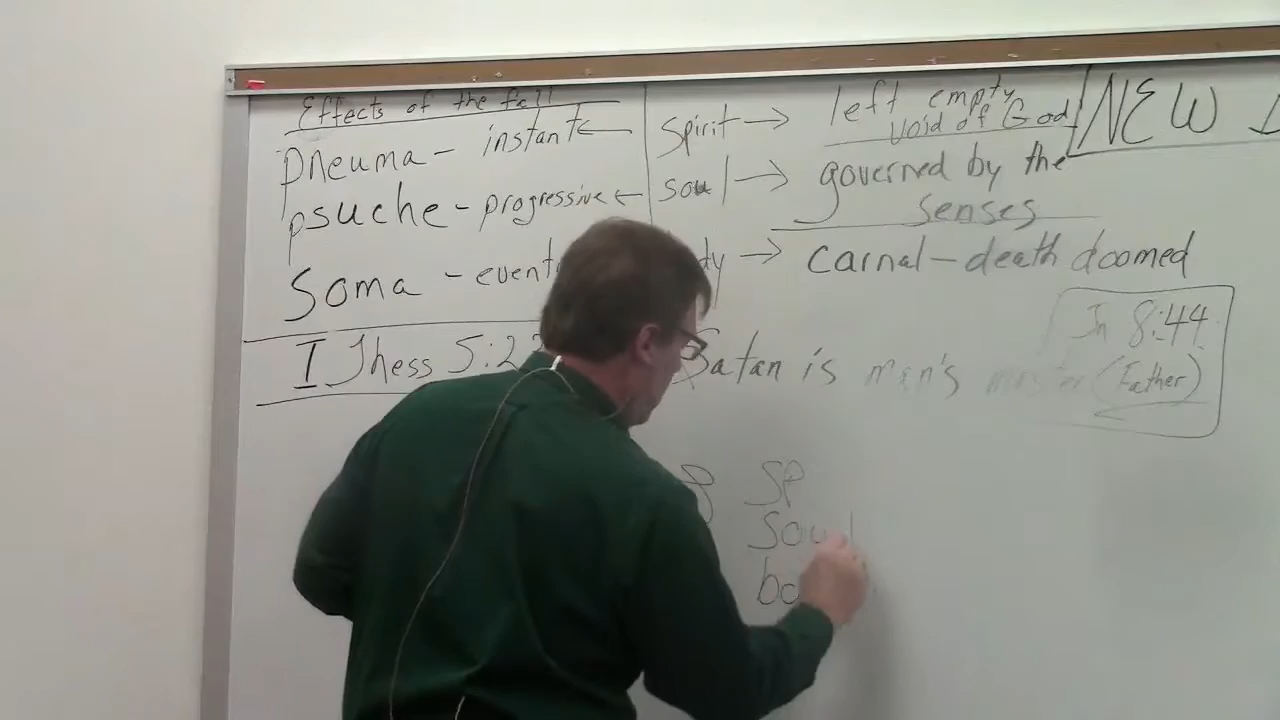 Effects of the fall
pneuma - instant ←
psuche - progressive ←
Soma - event
I Thess 5:2
spirit → left empty
void of God
soul → governed by the
senses
dy → carnal - death doomed
NEW
Jn 8:44
Satan is man's master (Father)
SP
Soul
bo